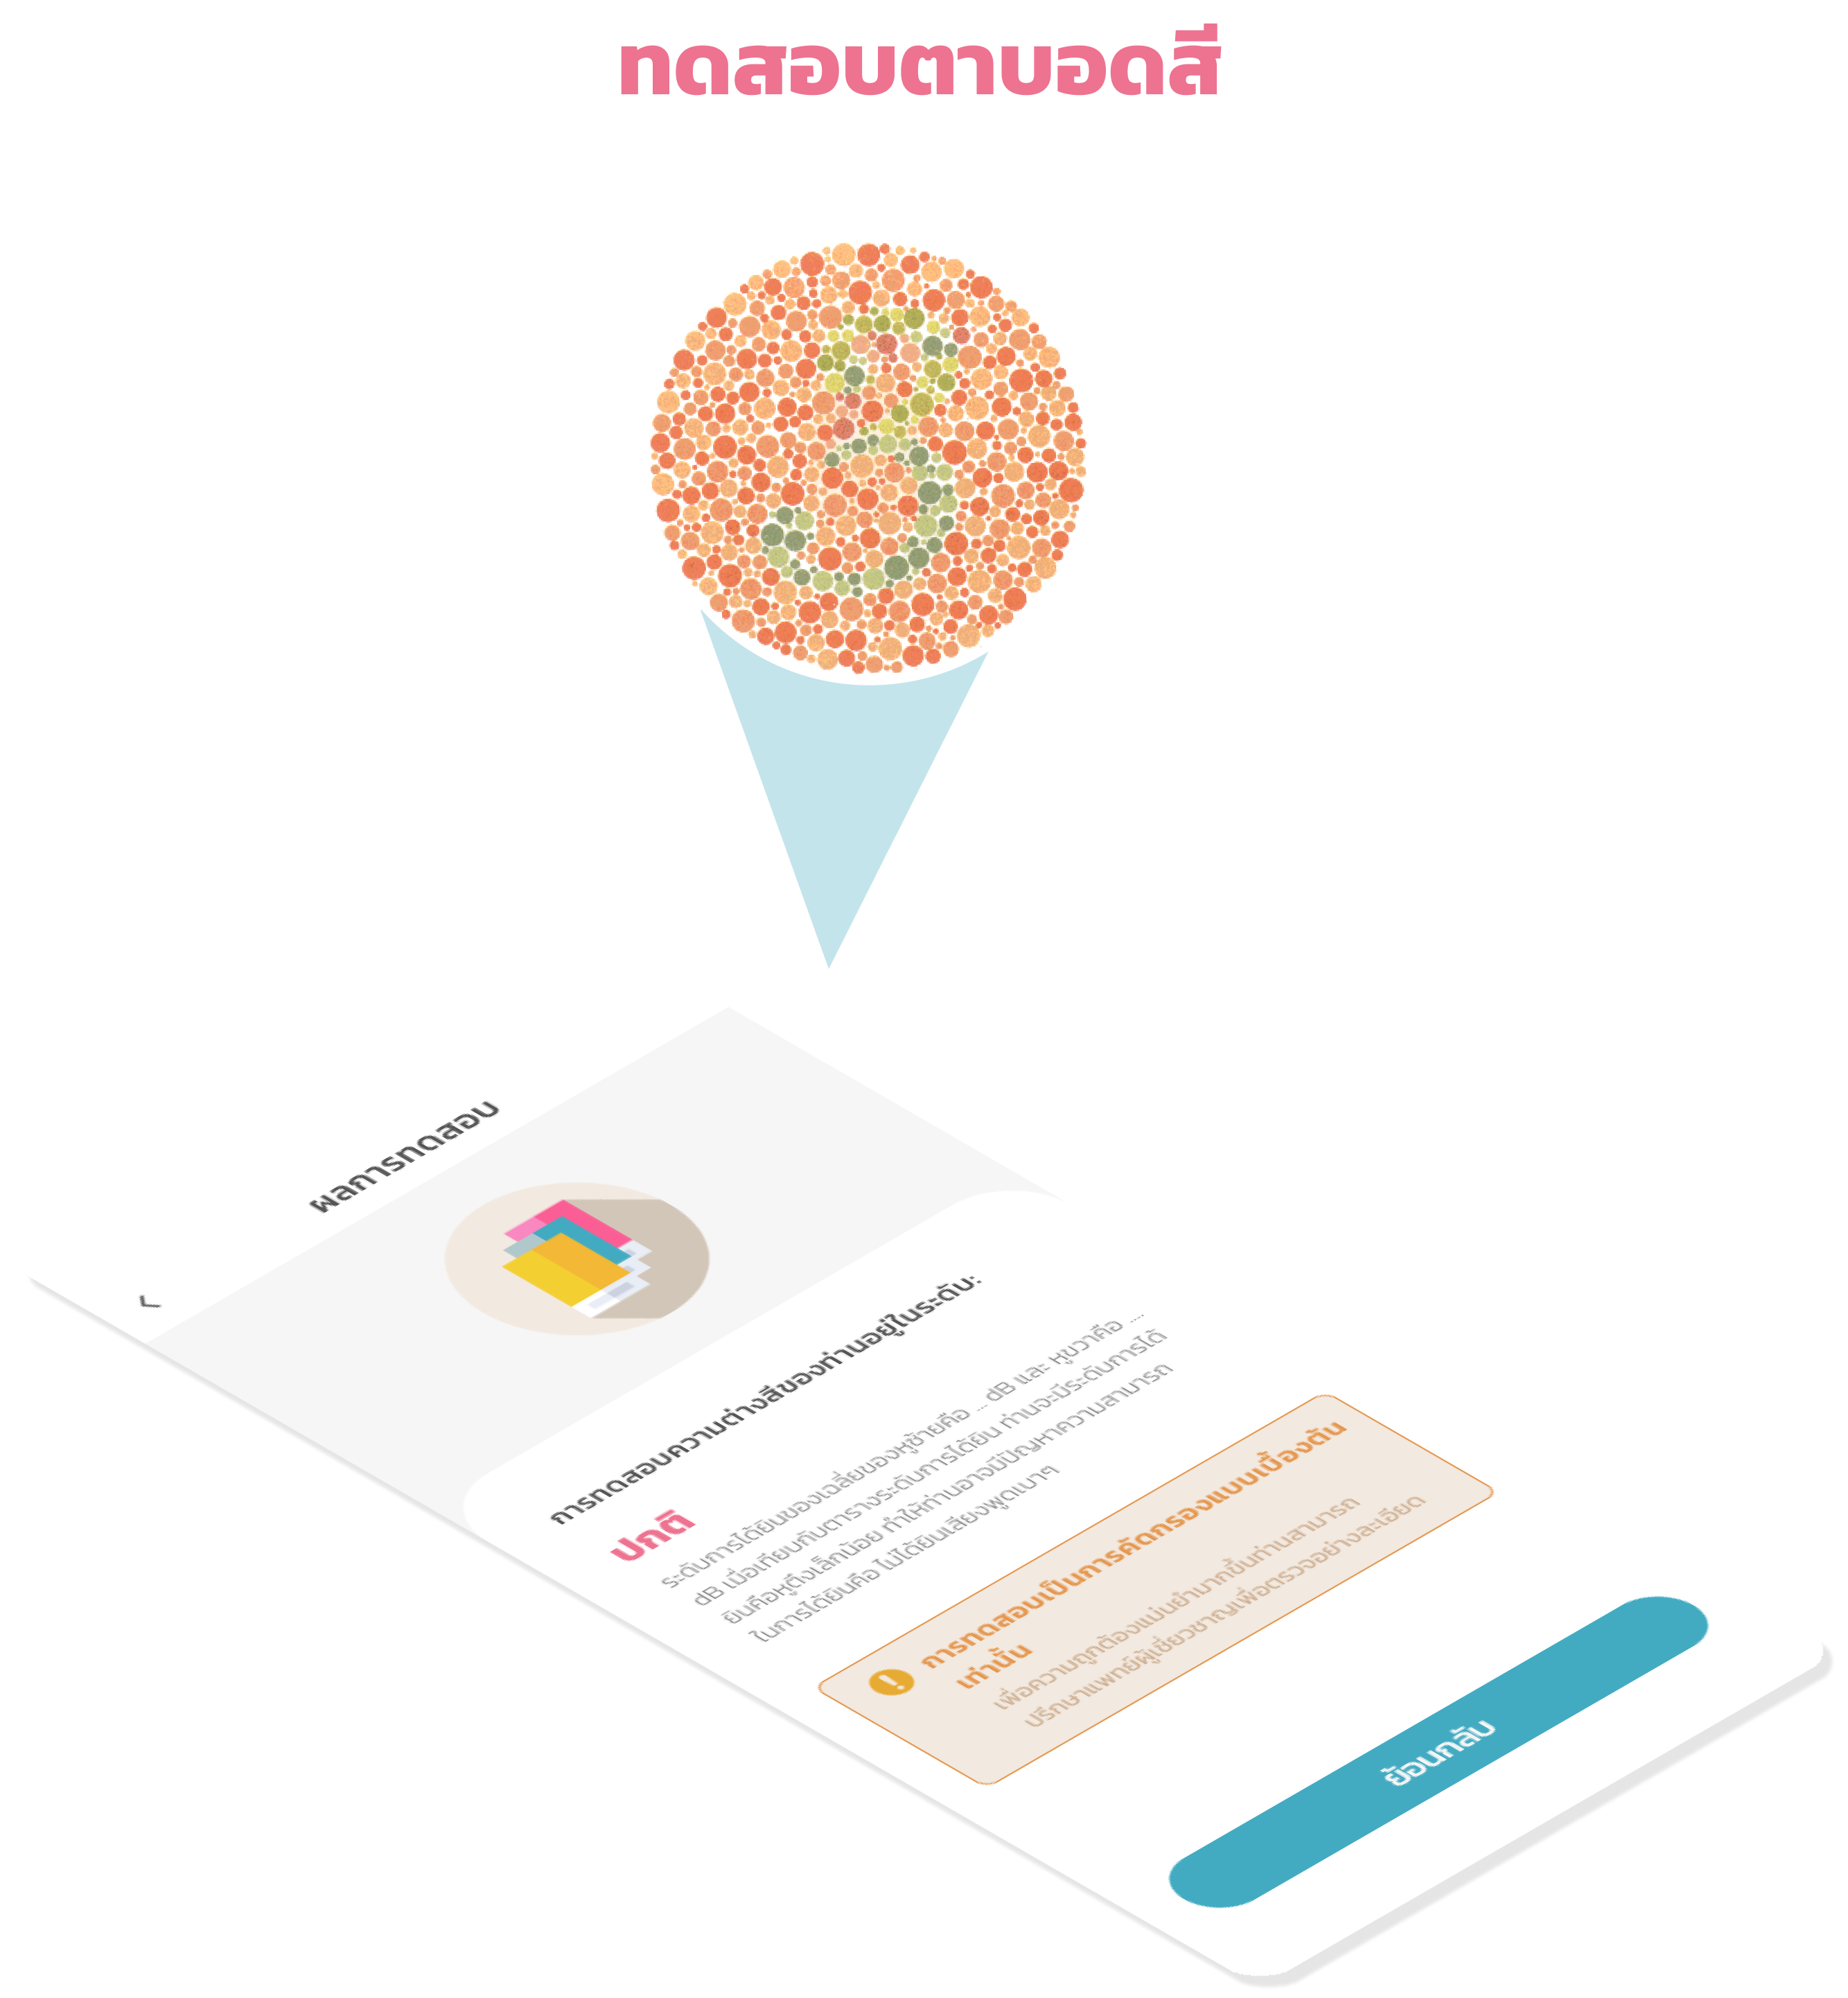 ทดสอบตาบอดสี
3
ผลการทดสอบ
การทดสอบความต่างสีของท่านอยู่ในระดับ:
ปกติ
ระดับการได้ยินของเฉลี่ยของหูซ้ายคือ ... dB และ หูขวาคือ ....
dB เมื่อเทียบกับตารางระดับการได้ยิน ท่านจะมีระดับการได้
ยินคือหูตึงเล็กน้อย ทำให้ท่านอาจมีปัญหาความสามารถ
ในการได้ยินคือ ไม่ได้ยินเสียงพูดเบาๆ
การทดสอบเป็นการคัดกรองแบบเบื้องต้น
เท่านั้น
เพื่อความถูกต้องแม่นยำมากขึ้นท่านสามารถ
ปรึกษาแพทย์ผู้เชี่ยวชาญเพื่อตรวจอย่างละเอียด
ย้อนกลับ